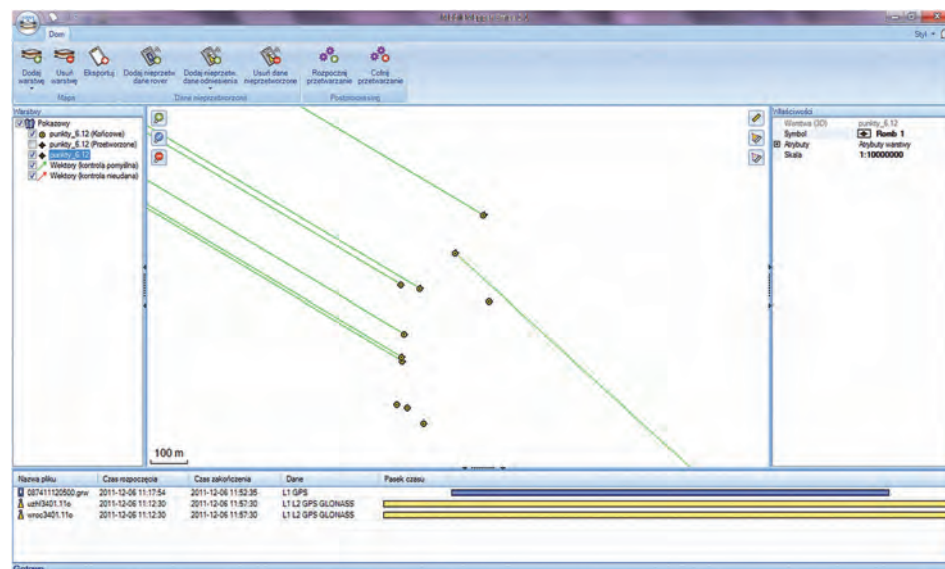 Dom
Styl
Dodaj warstwę
Usuń warstwę
Eksportuj
Dodaj nieprzetw. dane rover
Dodaj nieprzetw. dane odniesienia
Usuń dane nieprzetworzone
Rozpocznij przetwarzanie
Cofnij przetwarzanie
Mapa
Dane nieprzetworzone
Postprocessing
Warstwy
Pokazowy
punkty_6.12 (Końcowe)
punkty_6.12 (Przetworzone)
punkty_6.12
Wektory (kontrola pomyślna)
Wektory (kontrola nieudana)
100 m
Właściwości
Warstwa (3D) punkty_6.12
Symbol Romb 1
Atrybuty Atrybuty warstwy
Skala 1:10000000
Nazwa pliku Czas rozpoczęcia Czas zakończenia Dane Pasek czasu
087411120500.grw 2011-12-06 11:17:54 2011-12-06 11:52:35 L1 GPS
uzhl3401.11o 2011-12-06 11:12:30 2011-12-06 11:57:30 L1 L2 GPS GLONASS
wroc3401.11o 2011-12-06 11:12:30 2011-12-06 11:57:30 L1 L2 GPS GLONASS
Gotowy